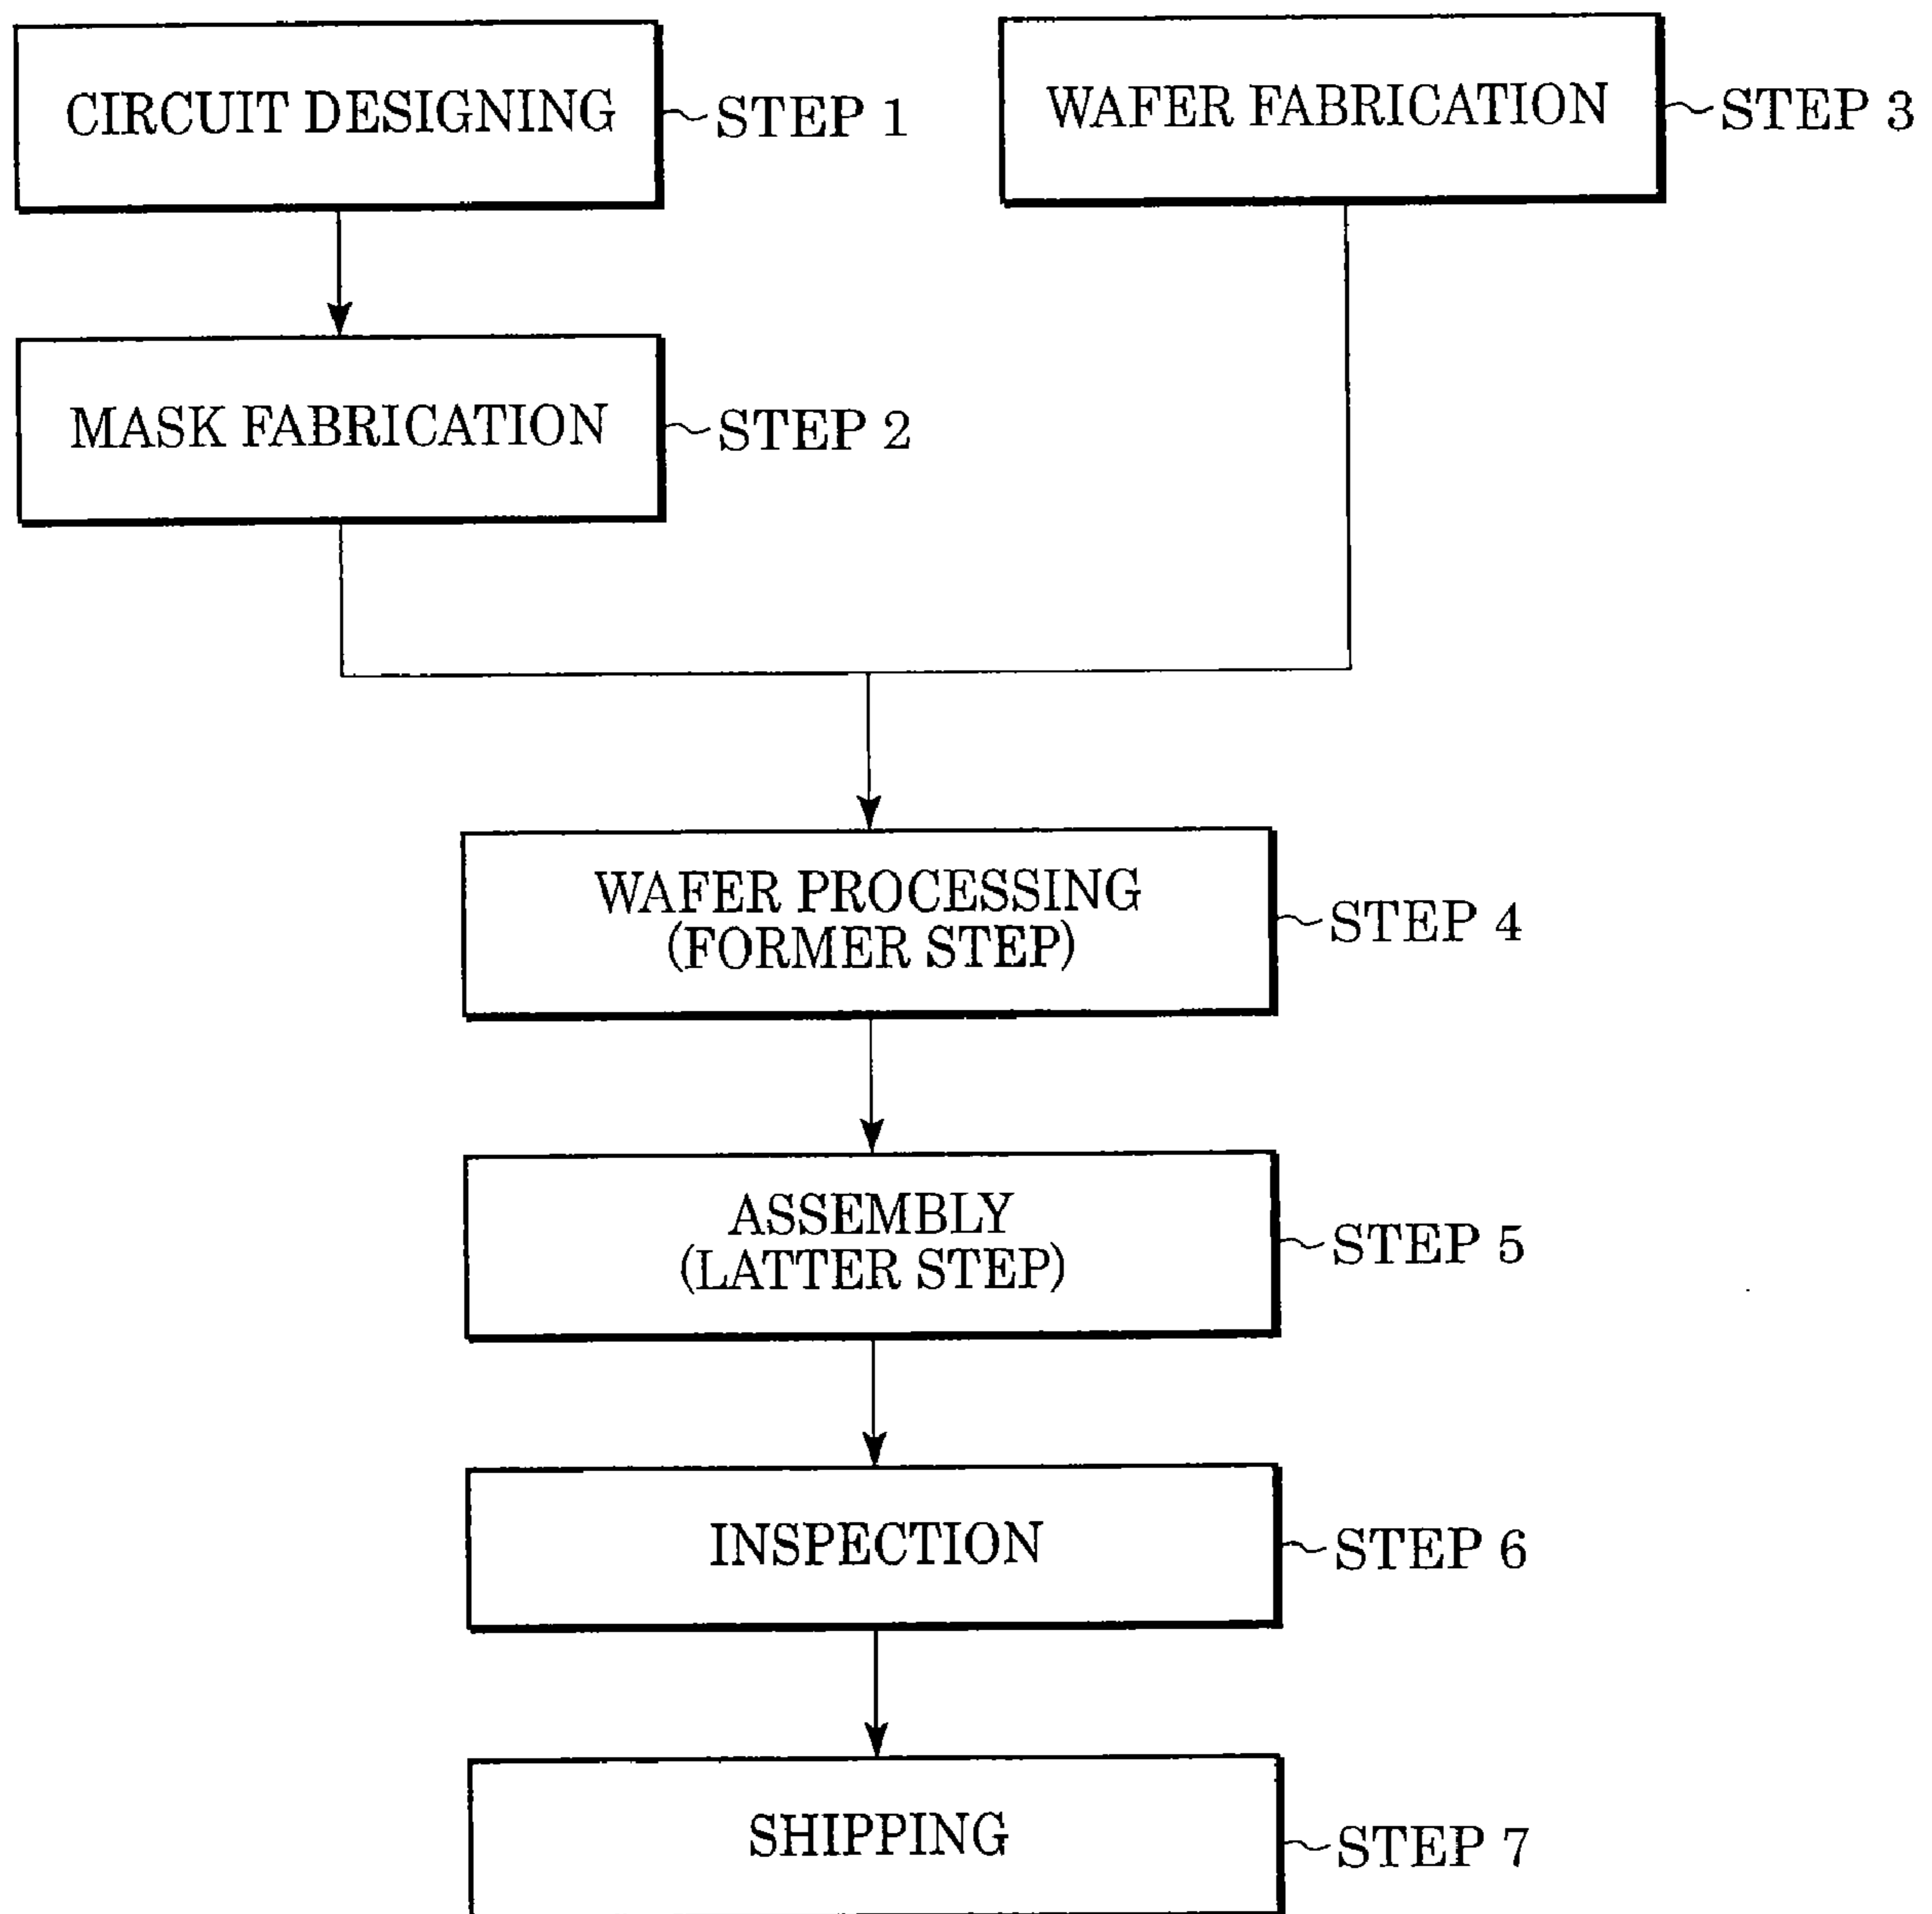 CIRCUIT DESIGNING
STEP 1
WAFER FABRICATION
STEP 3
MASK FABRICATION
STEP 2
WAFER PROCESSING
(FORMER STEP)
STEP 4
ASSEMBLY
(LATTER STEP)
STEP 5
INSPECTION
STEP 6
SHIPPING
STEP 7